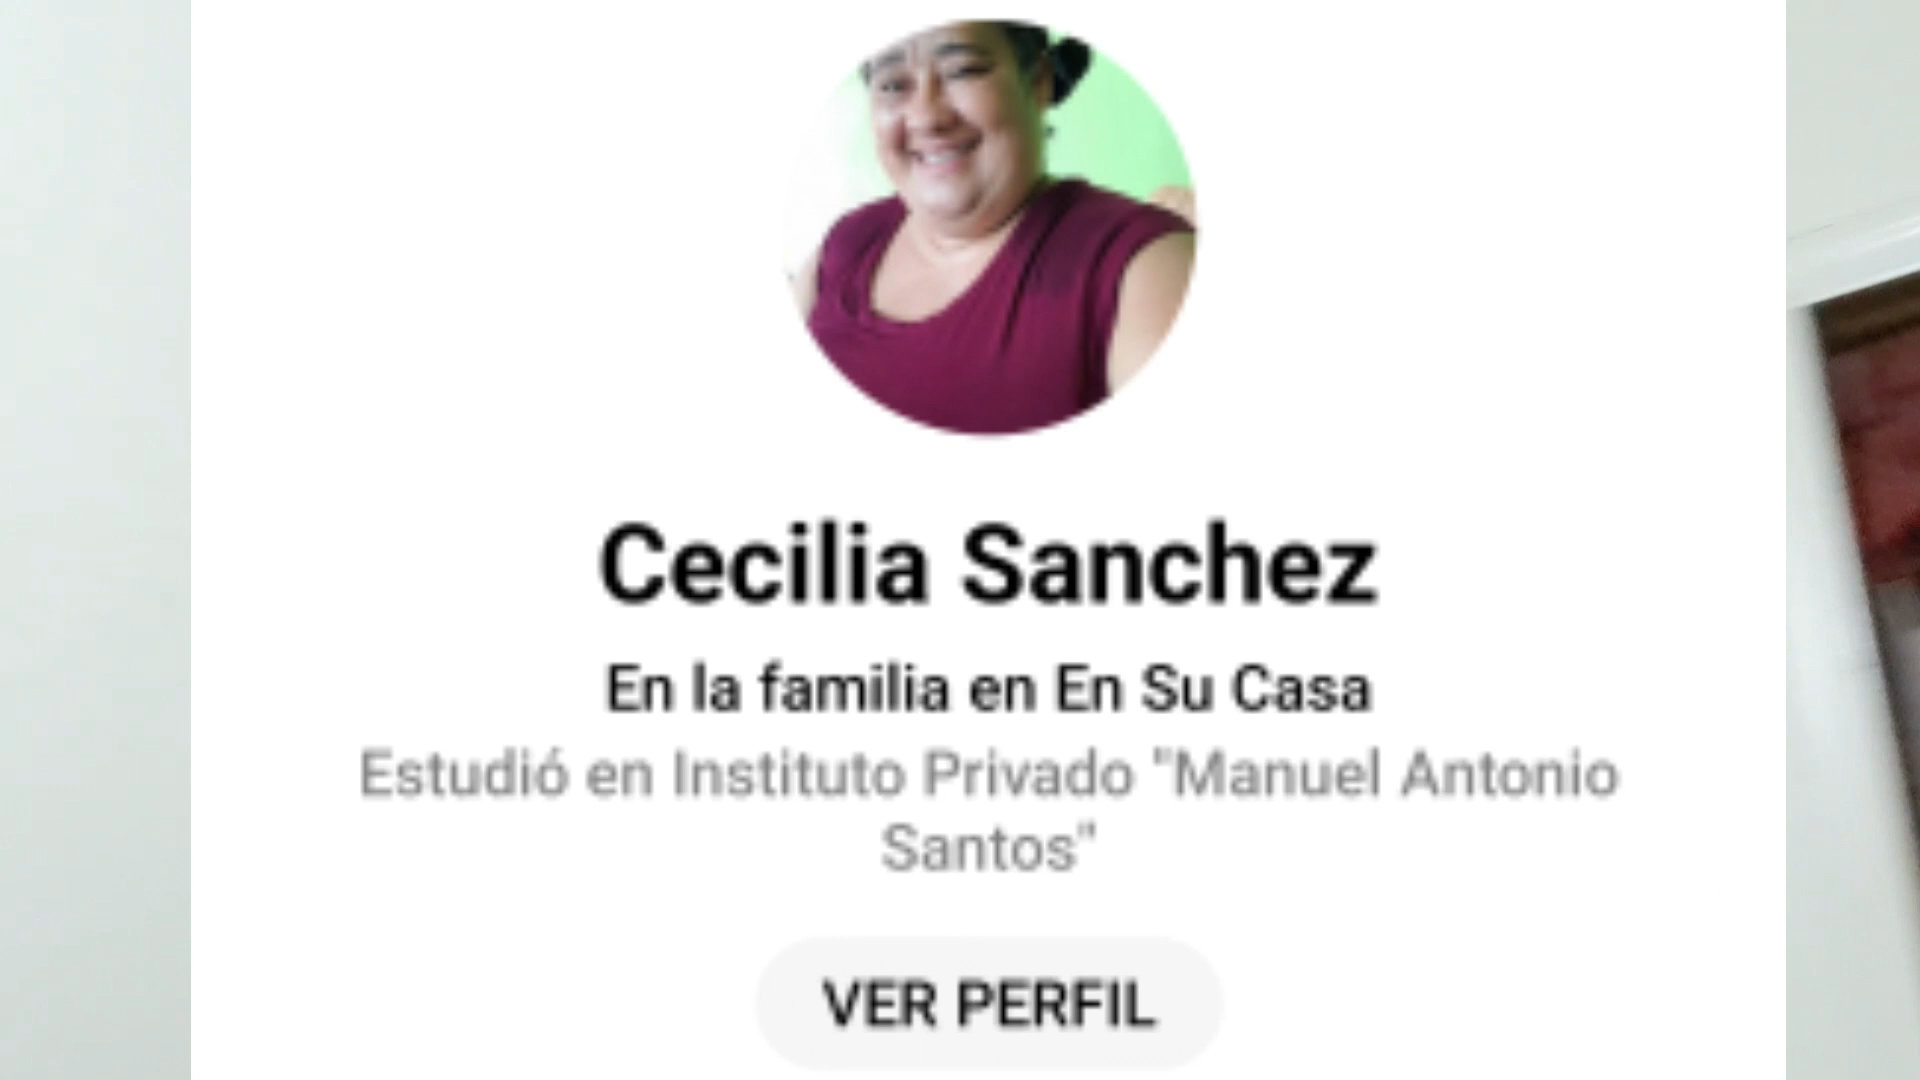 Cecilia Sanchez
En la familia en En Su Casa
Estudió en Instituto Privado "Manuel Antonio
Santos"
VER PERFIL